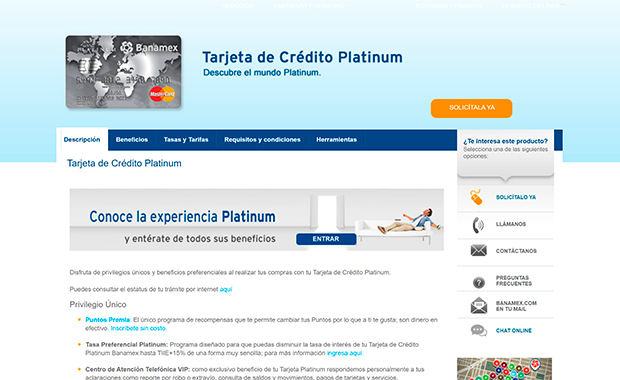 Banamex
MasterCard
Tarjeta de Crédito Platinum
Descubre el mundo Platinum.
SOLICÍTALA YA
Descripción Beneficios Tasas y Tarifas Requisitos y condiciones Herramientas
Tarjeta de Crédito Platinum
Conoce la experiencia Platinum
y entérate de todos sus beneficios
ENTRAR
Disfruta de privilegios únicos y beneficios preferenciales al realizar tus compras con tu Tarjeta de Crédito Platinum.
Puedes consultar el estatus de tu trámite por internet aquí
Privilegio Único
Puntos Premia: El único programa de recompensas que te permite cambiar tus Puntos por lo que a ti te gusta; son dinero en
efectivo. Inscríbete sin costo.
Tasa Preferencial Platinum: Programa diseñado para que puedas disminuir la tasa de interés de tu Tarjeta de Crédito
Platinum Banamex hasta TIIE+15% de una forma muy sencilla; para más información ingresa aquí.
Centro de Atención Telefónica VIP: como exclusivo beneficio de tu Tarjeta Platinum respondemos personalmente a tus
aclaraciones como reporte por robo o extravío, consulta de saldos y movimientos, pagos de tarjetas y servicios,
¿Te interesa este producto?
Selecciona una de las siguientes
opciones:
SOLICÍTALO YA
LLÁMANOS
CONTÁCTANOS
PREGUNTAS
FRECUENTES
BANAMEX.COM
EN TU MAIL
CHAT ONLINE